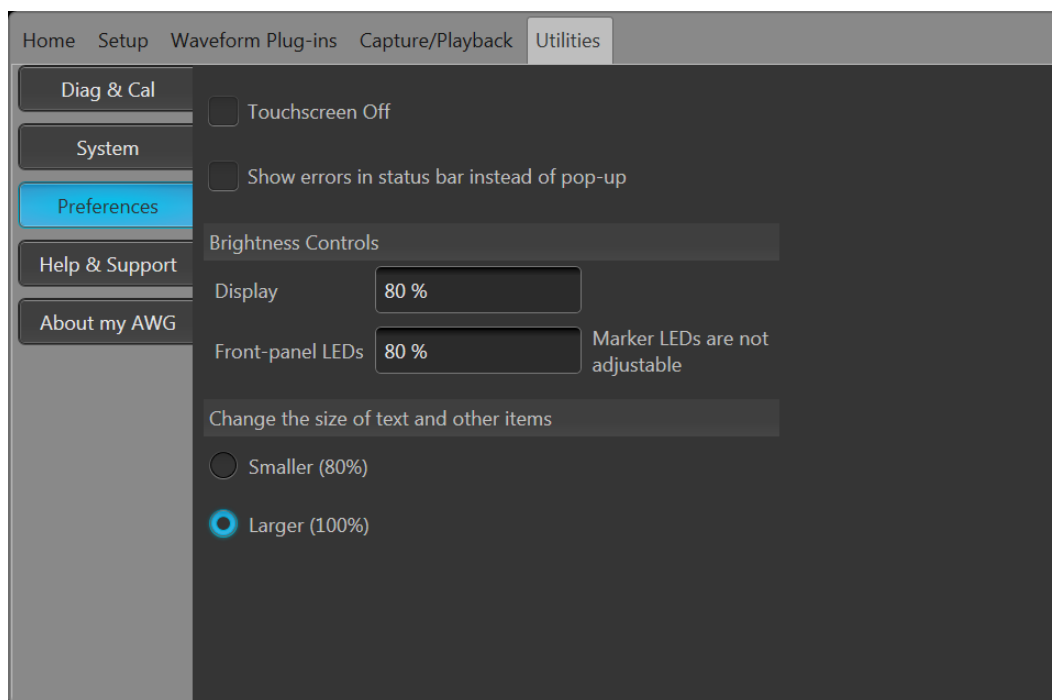 Home Setup Waveform Plug-ins Capture/Playback Utilities
Diag & Cal
System
Preferences
Help & Support
About my AWG
Touchscreen Off
Show errors in status bar instead of pop-up
Brightness Controls
Display 80 %
Front-panel LEDs 80 % Marker LEDs are not
adjustable
Change the size of text and other items
Smaller (80%)
Larger (100%)